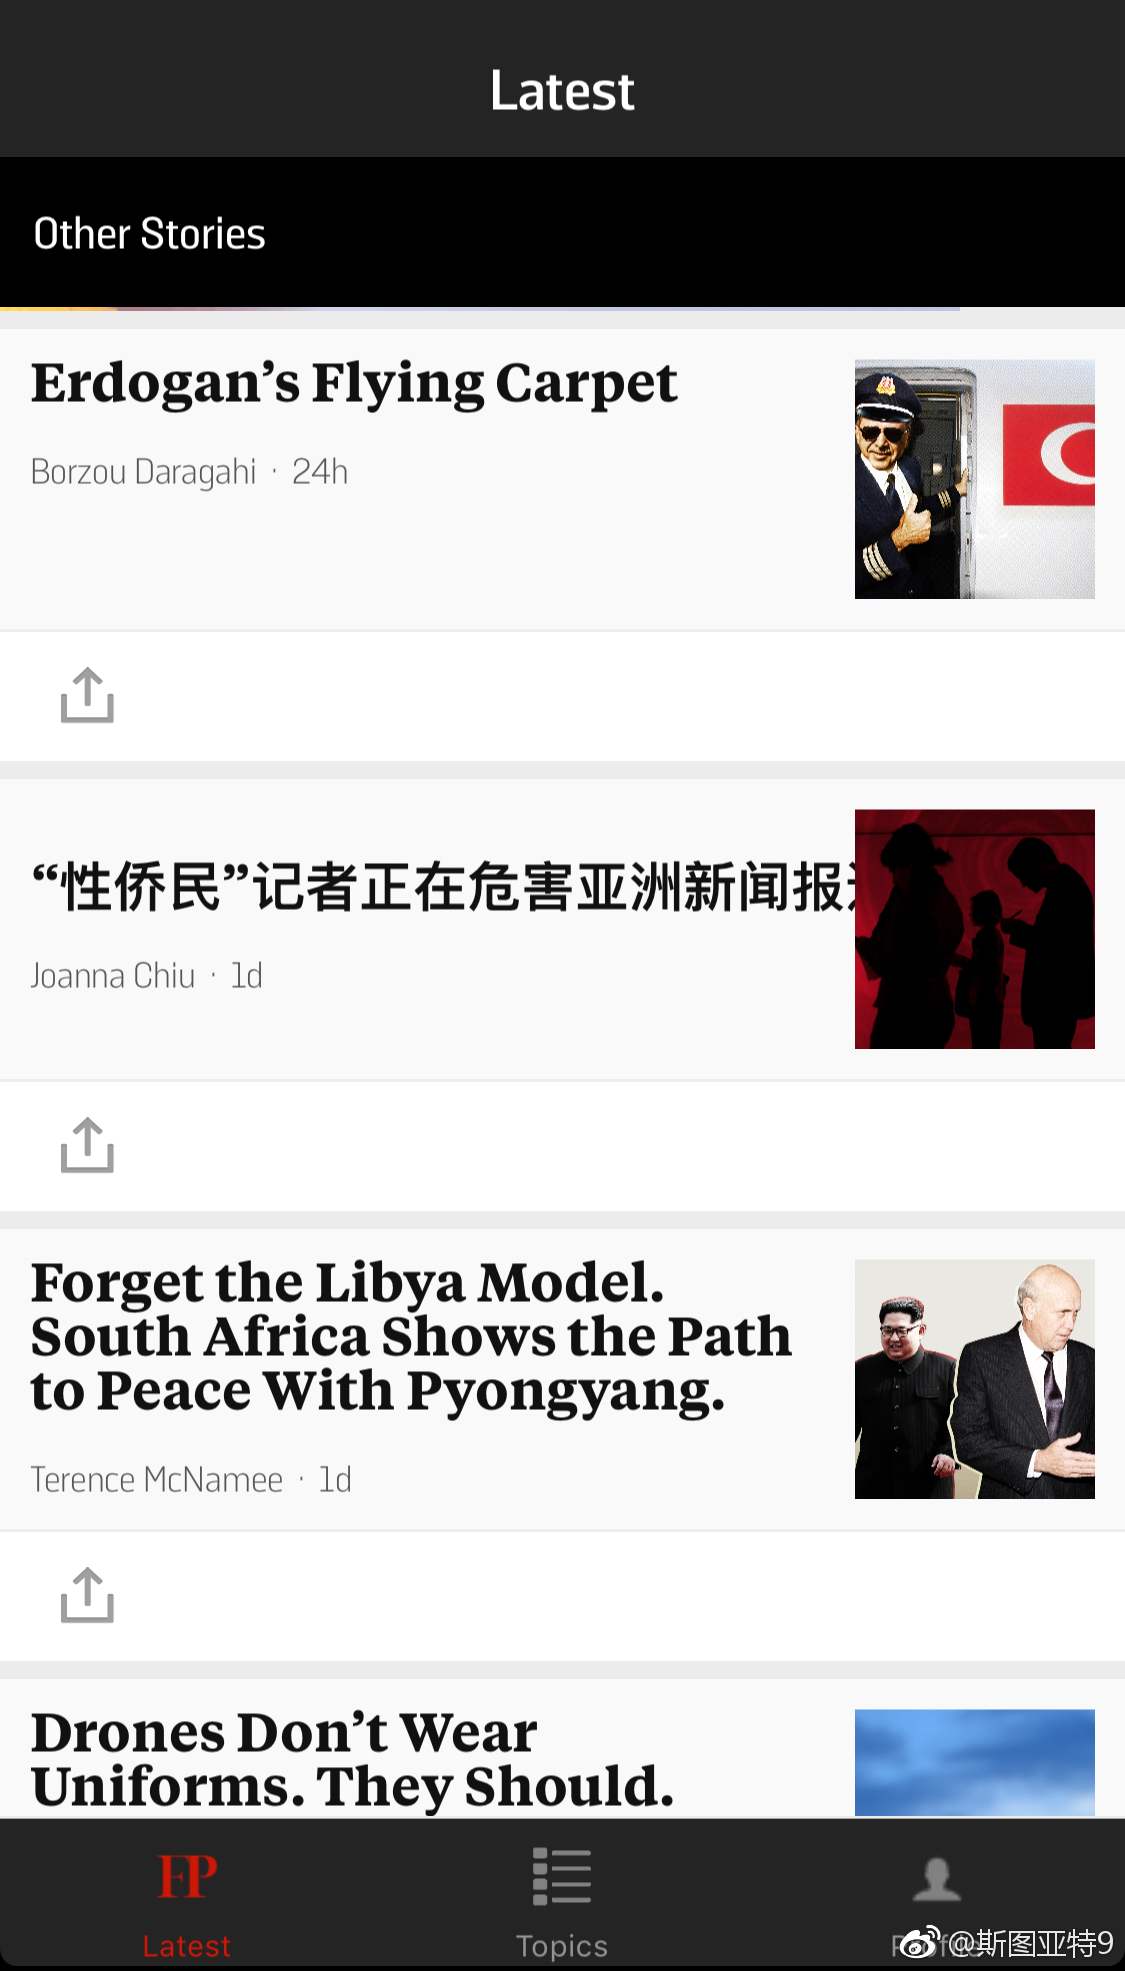 Latest
Other Stories
Erdogan’s Flying Carpet
Borzou Daragahi · 24h
“性侨民”记者正在危害亚洲新闻报
Joanna Chiu · 1d
Forget the Libya Model.
South Africa Shows the Path
to Peace With Pyongyang.
Terence McNamee · 1d
Drones Don’t Wear
Uniforms. They Should.
FP
Latest
Topics
@斯图亚特9